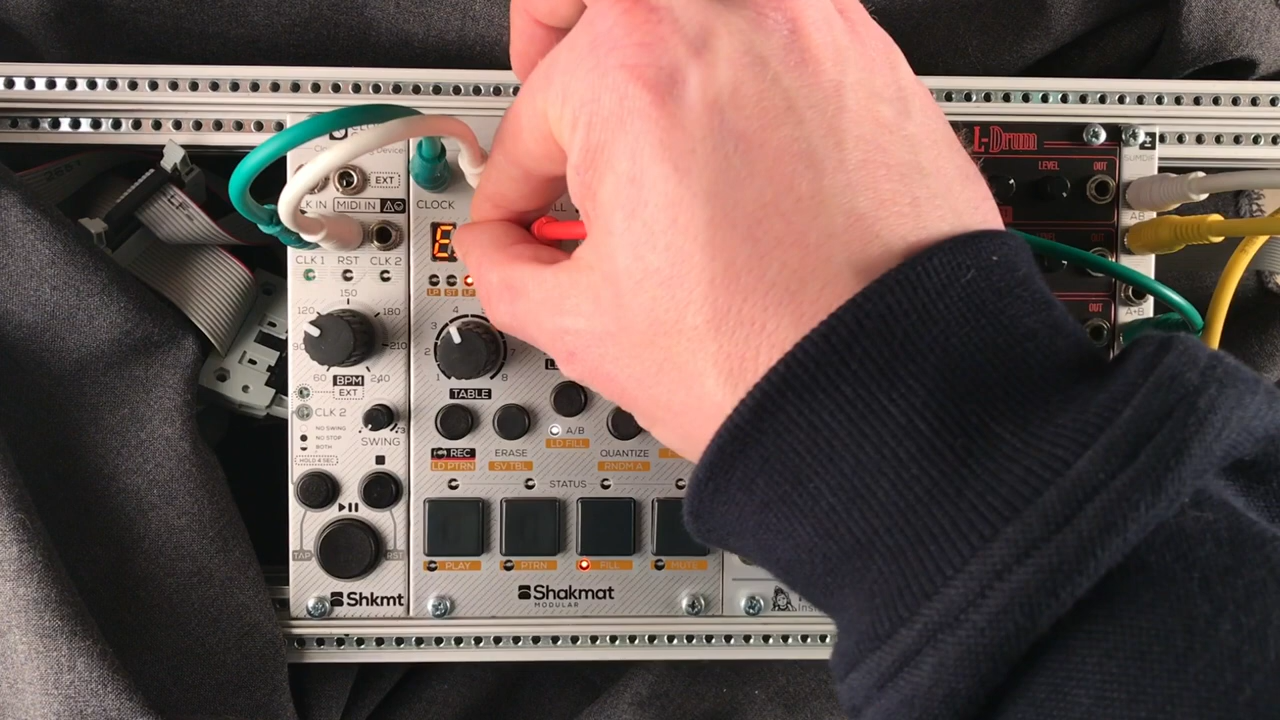 L-Drum
LEVEL
OUT
EXT
CLK IN
MIDI IN
CLOCK
CLK 1
RST
CLK 2
E
LP
ST
LF
150
120
180
90
210
60
240
BPM
EXT
4
3
2
1
7
8
TABLE
CLK 2
NO SWING
NO STOP
BOTH
HOLD 4 SEC
SWING
REC
LD PTRN
ERASE
SV TBL
A/B
LD FILL
QUANTIZE
RNDM A
STATUS
TAP
RST
PLAY
PTRN
FILL
MUTE
Shkmt
Shakmat
MODULAR
AB
OUT
A+B